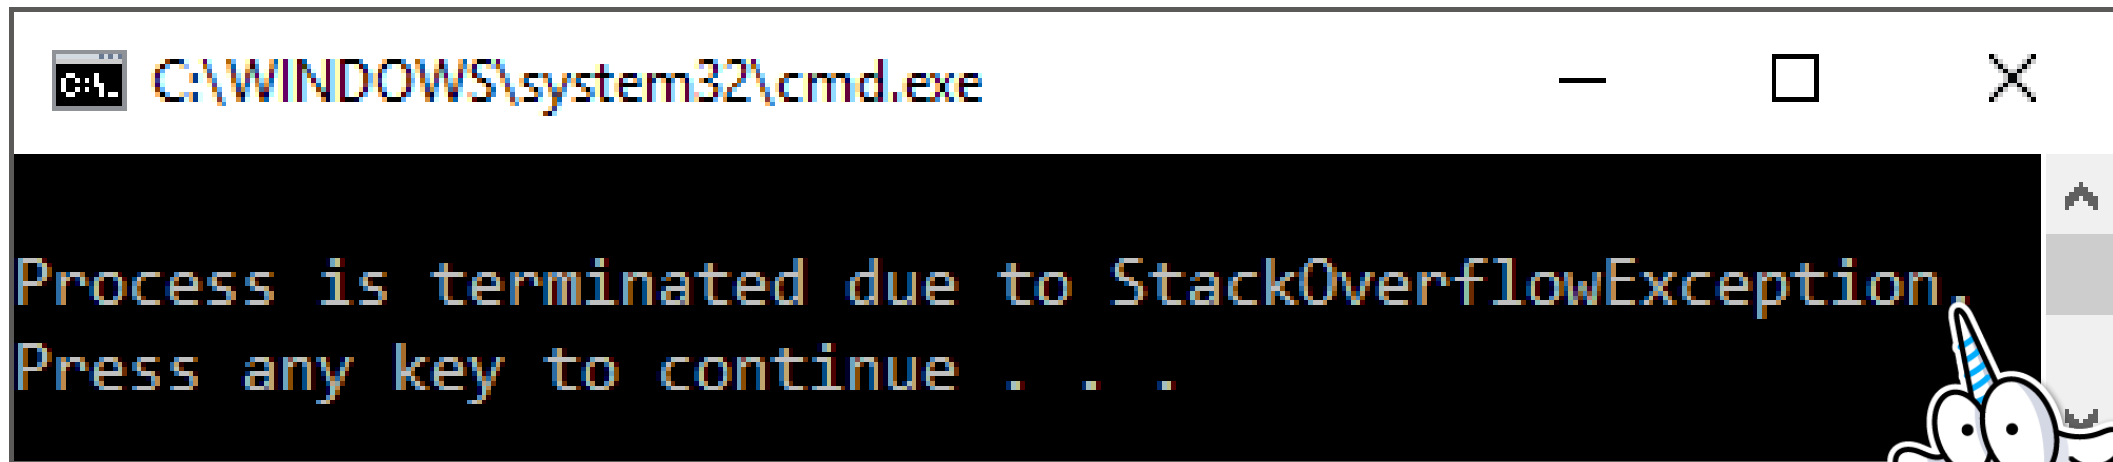 C:\_
C:\WINDOWS\system32\cmd.exe
Process is terminated due to StackOverflowException.
Press any key to continue . . .